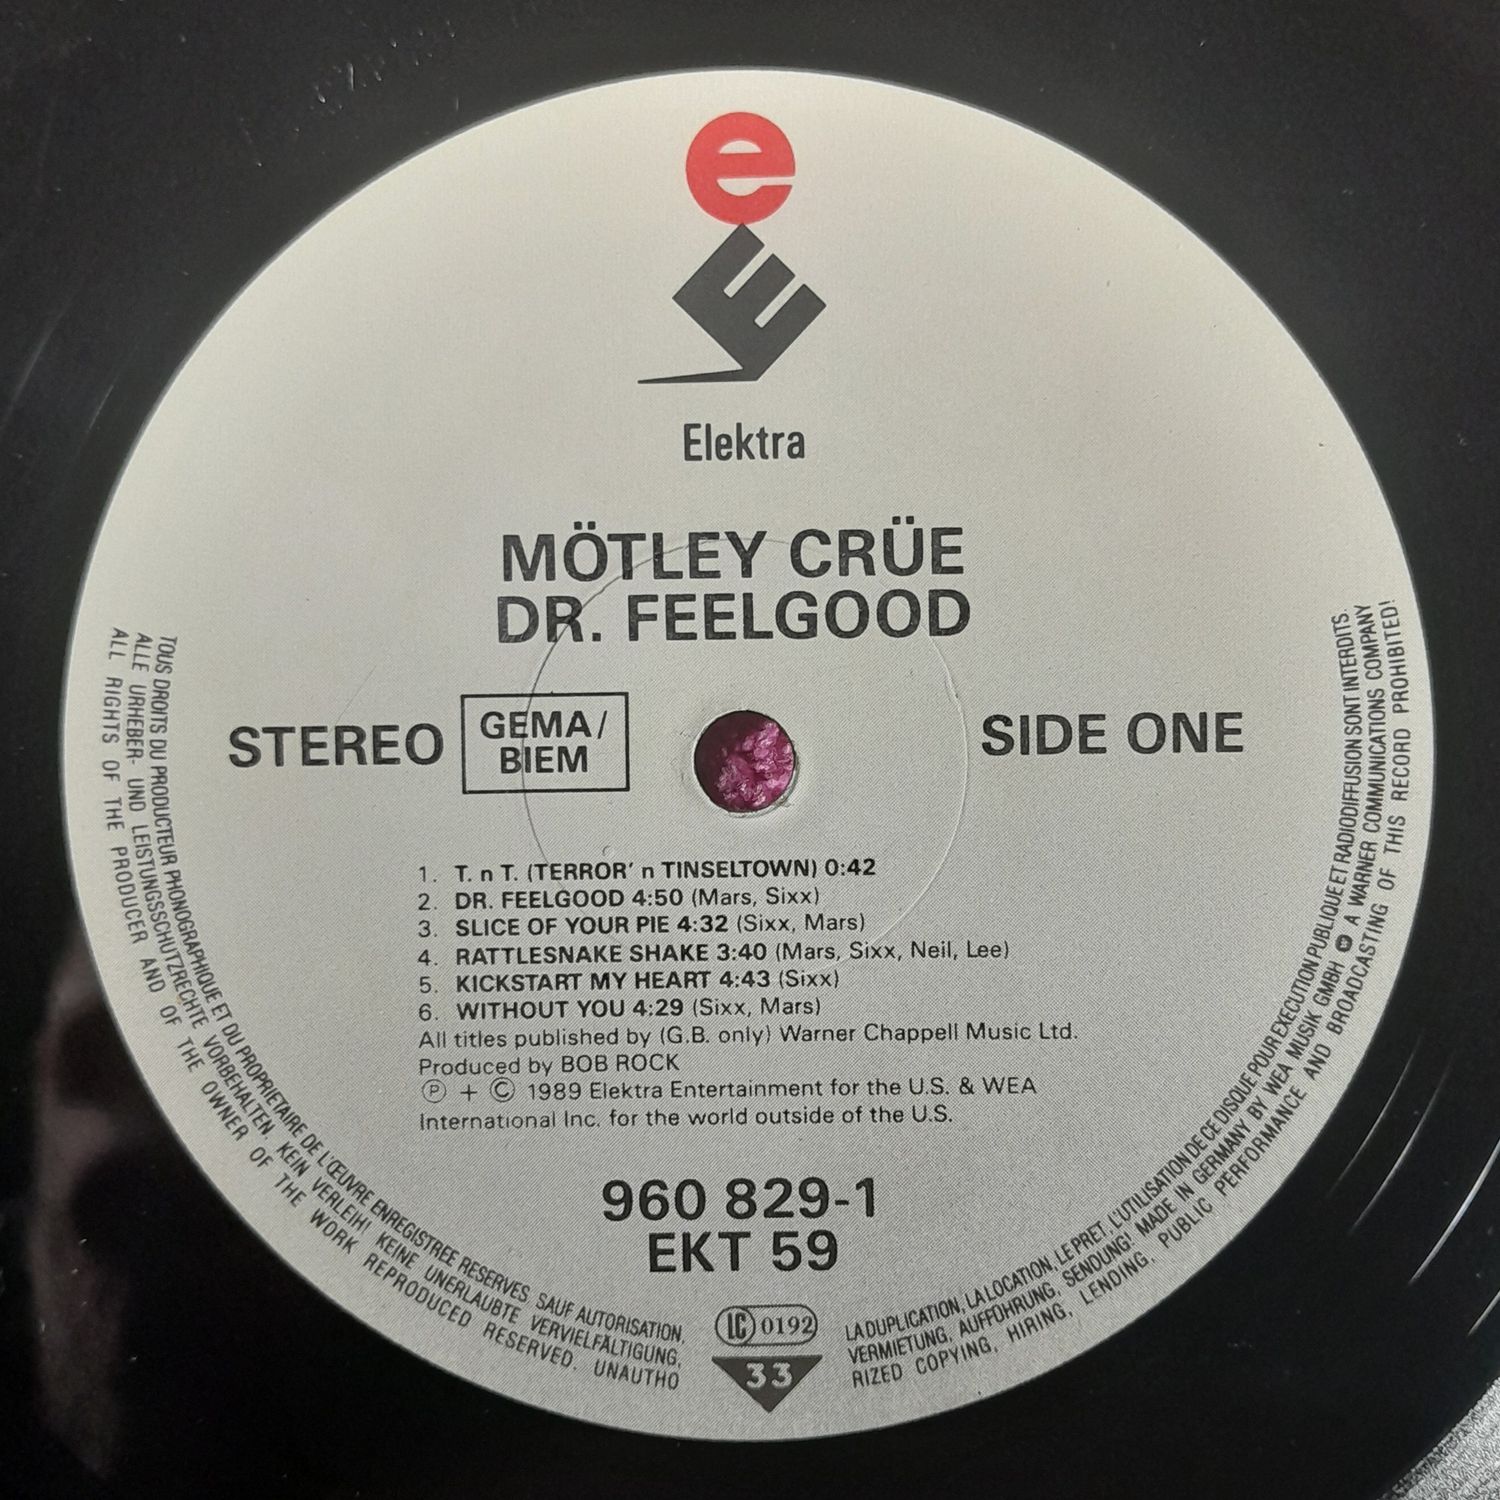 e
E
Elektra
MÖTLEY CRÜE
DR. FEELGOOD
STEREO
GEMA/
BIEM
SIDE ONE
1. T. n T. (TERROR' n TINSELTOWN) 0:42
2. DR. FEELGOOD 4:50 (Mars, Sixx)
3. SLICE OF YOUR PIE 4:32 (Sixx, Mars)
4. RATTLESNAKE SHAKE 3:40 (Mars, Sixx, Neil, Lee)
5. KICKSTART MY HEART 4:43 (Sixx)
6. WITHOUT YOU 4:29 (Sixx, Mars)
All titles published by (G.B. only) Warner Chappell Music Ltd.
Produced by BOB ROCK
Ⓟ + © 1989 Elektra Entertainment for the U.S. & WEA
International Inc. for the world outside of the U.S.
960 829-1
EKT 59
LC 0192
33
TOUS DROITS DU PRODUCTEUR PHONOGRAPHIQUE ET DU PROPRIETAIRE DE L'ŒUVRE ENREGISTREE RESERVES. SAUF AUTORISATION, LA DUPLICATION, LA LOCATION, LE PRET, L'UTILISATION DE CE DISQUE POUR EXECUTION PUBLIQUE ET RADIODIFFUSION SONT INTERDITS.
ALLE URHEBER- UND LEISTUNGSSCHUTZRECHTE VORBEHALTEN. KEIN VERLEIH! KEINE UNERLAUBTE VERVIELFÄLTIGUNG, VERMIETUNG, AUFFÜHRUNG, SENDUNG! MADE IN GERMANY BY WEA MUSIK GMBH A WARNER COMMUNICATIONS COMPANY
ALL RIGHTS OF THE PRODUCER AND OF THE OWNER OF THE WORK REPRODUCED RESERVED. UNAUTHORIZED COPYING, HIRING, LENDING, PUBLIC PERFORMANCE AND BROADCASTING OF THIS RECORD PROHIBITED!